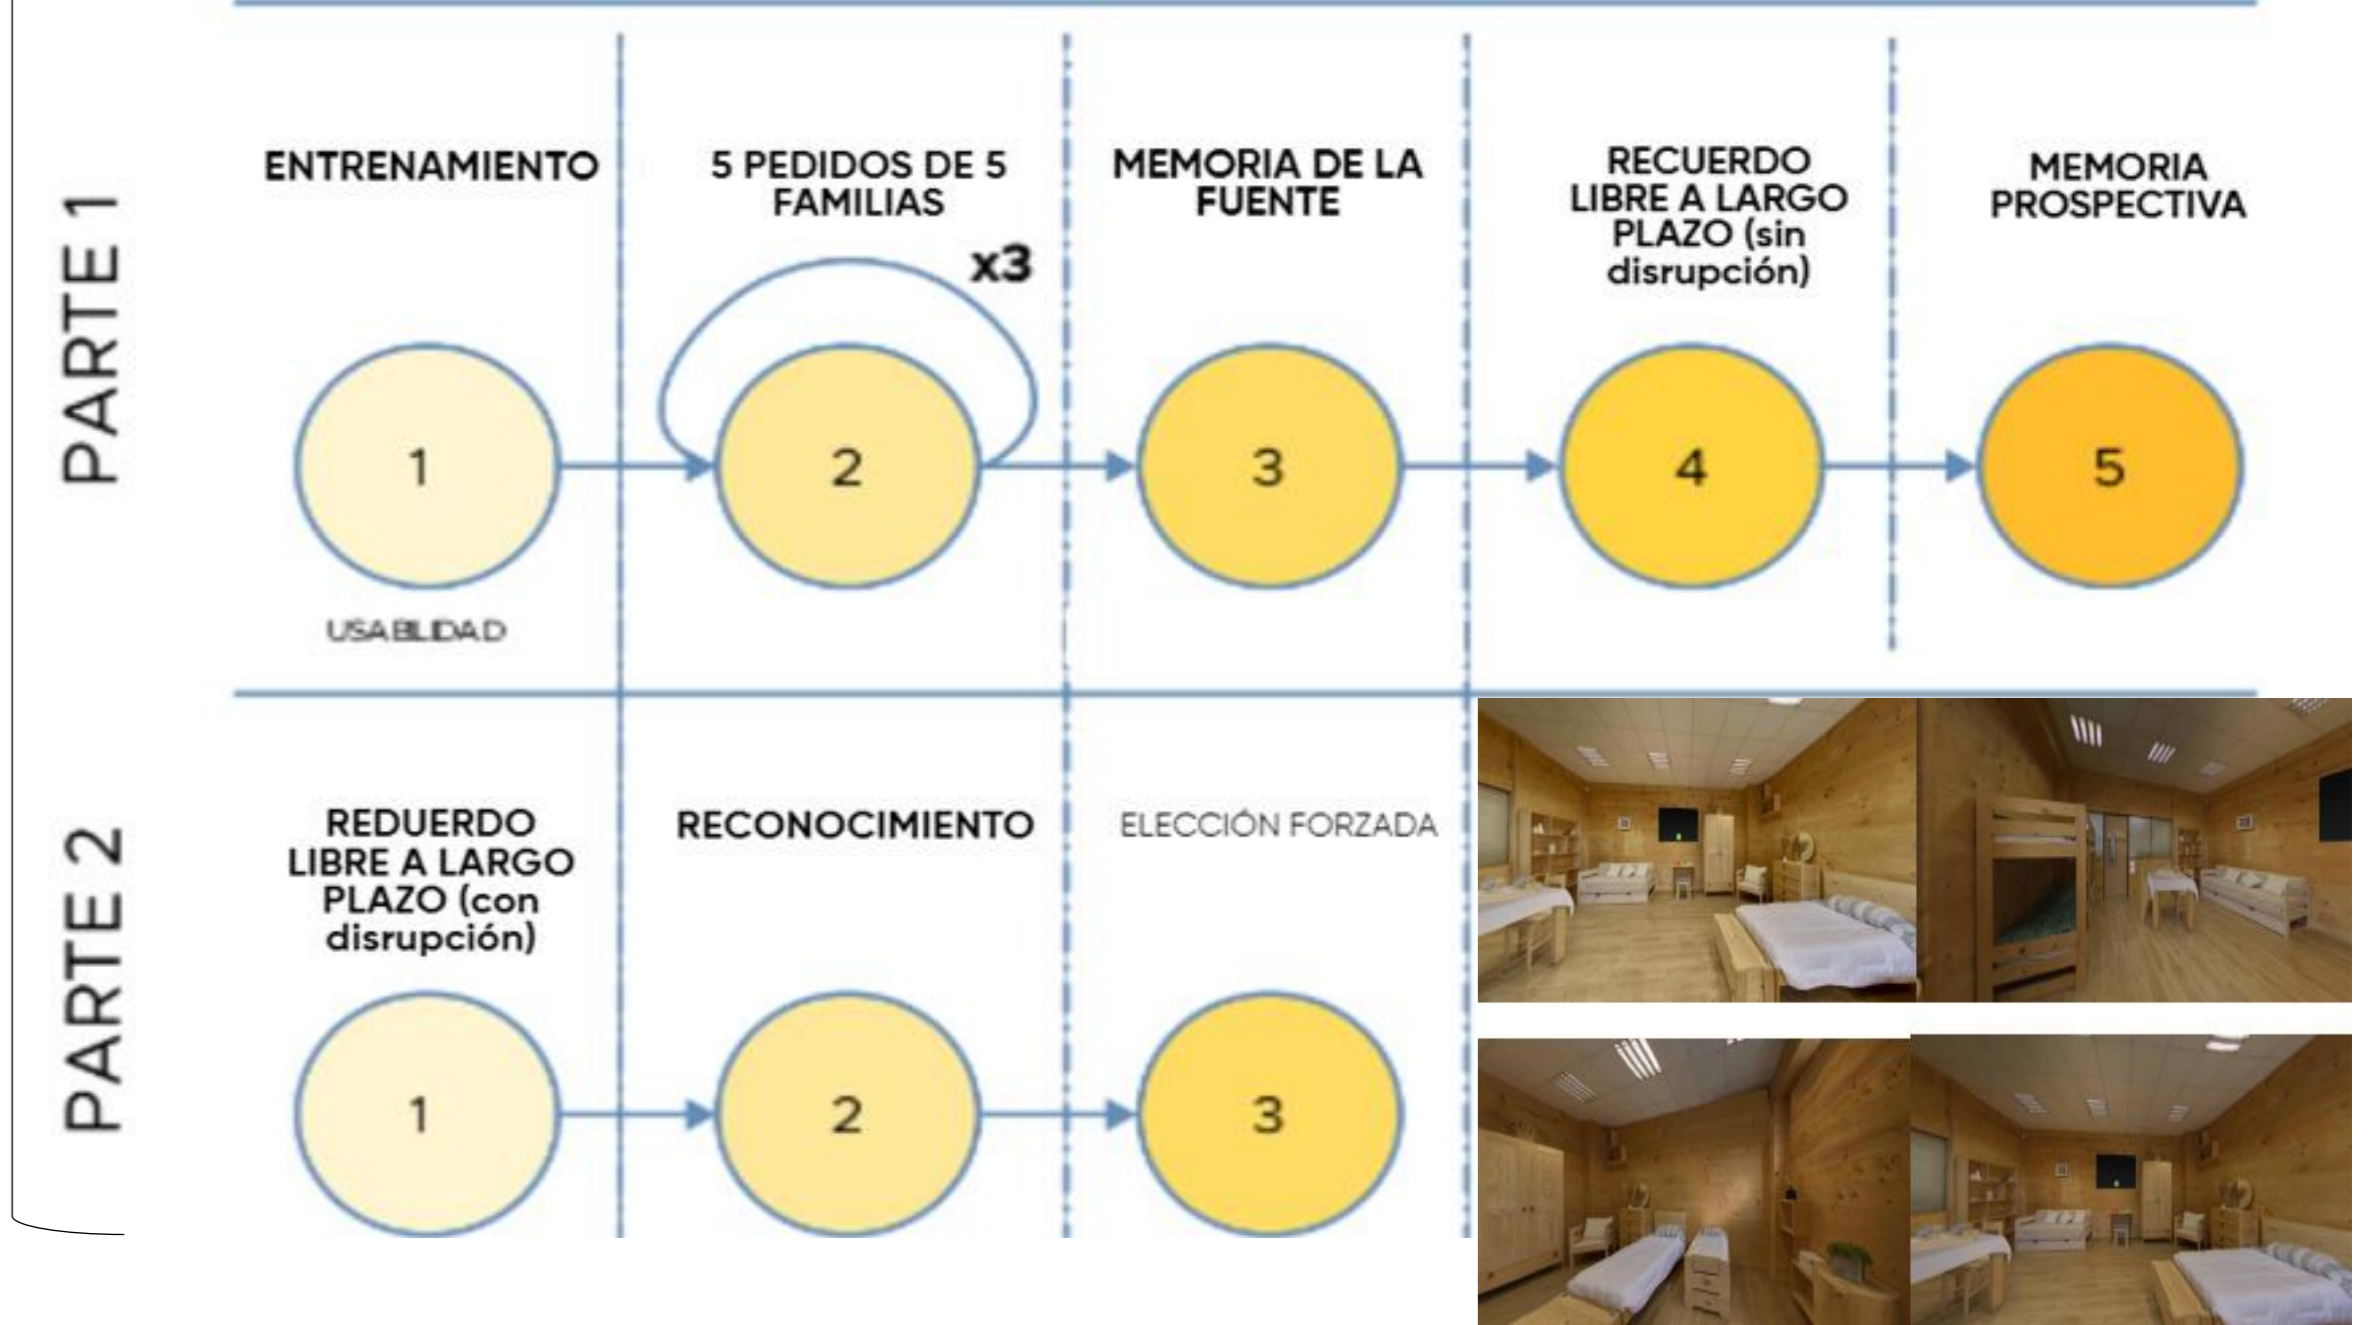 PARTE 1
ENTRENAMIENTO
1
USABILIDAD
5 PEDIDOS DE 5
FAMILIAS
x3
2
MEMORIA DE LA
FUENTE
3
RECUERDO
LIBRE A LARGO
PLAZO (sin
disrupción)
4
MEMORIA
PROSPECTIVA
5
PARTE 2
REDUERDO
LIBRE A LARGO
PLAZO (con
disrupción)
1
RECONOCIMIENTO
2
ELECCIÓN FORZADA
3